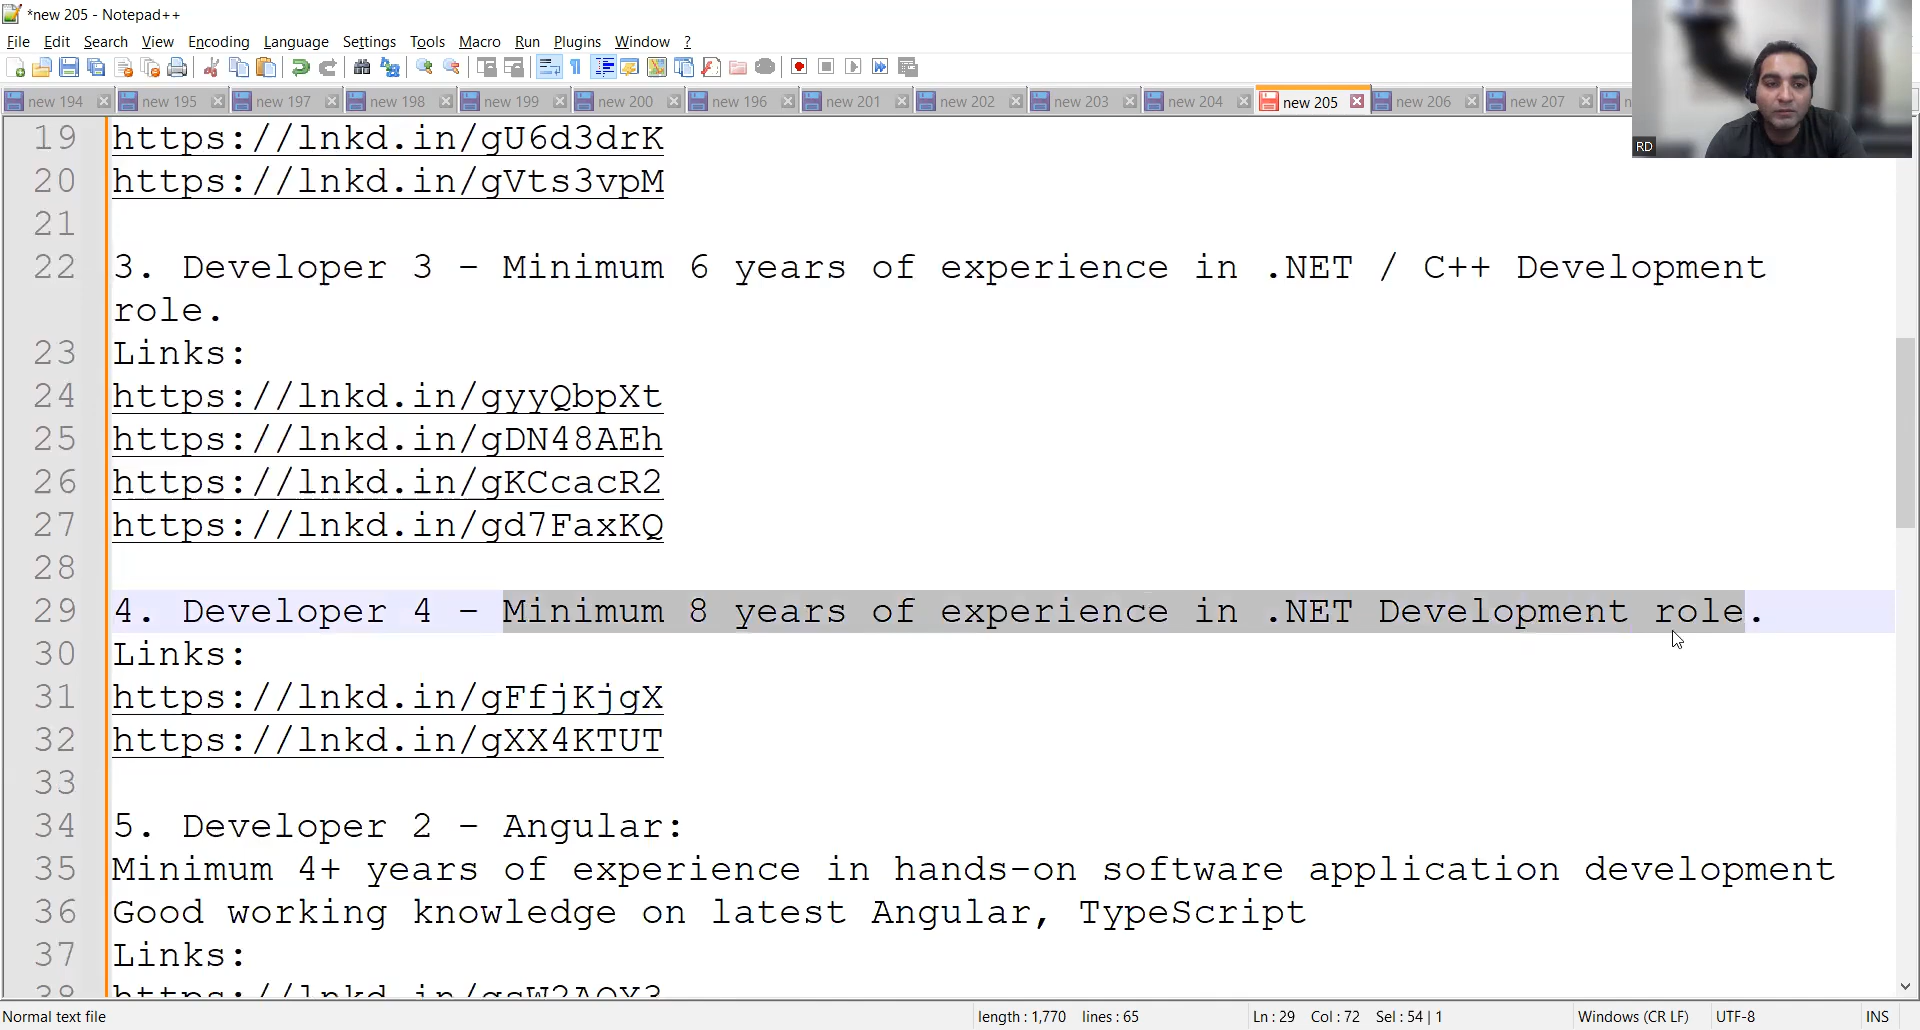 *new 205 - Notepad++
File Edit Search View Encoding Language Settings Tools Macro Run Plugins Window ?
new 194 new 195 new 197 new 198 new 199 new 200 new 196 new 201 new 202 new 203 new 204 new 205 new 206 new 207 n
RD
19 https://lnkd.in/gU6d3drK
20 https://lnkd.in/gVts3vpM
21
22 3. Developer 3 - Minimum 6 years of experience in .NET / C++ Development
role.
23 Links:
24 https://lnkd.in/gyyQbpXt
25 https://lnkd.in/gDN48AEh
26 https://lnkd.in/gKCcacR2
27 https://lnkd.in/gd7FaxKQ
28
29 4. Developer 4 - Minimum 8 years of experience in .NET Development role.
30 Links:
31 https://lnkd.in/gFfjKjgX
32 https://lnkd.in/gXX4KTUT
33
34 5. Developer 2 - Angular:
35 Minimum 4+ years of experience in hands-on software application development
36 Good working knowledge on latest Angular, TypeScript
37 Links:
38
Normal text file length : 1,770 lines : 65 Ln : 29 Col : 72 Sel : 54 | 1 Windows (CR LF) UTF-8 INS